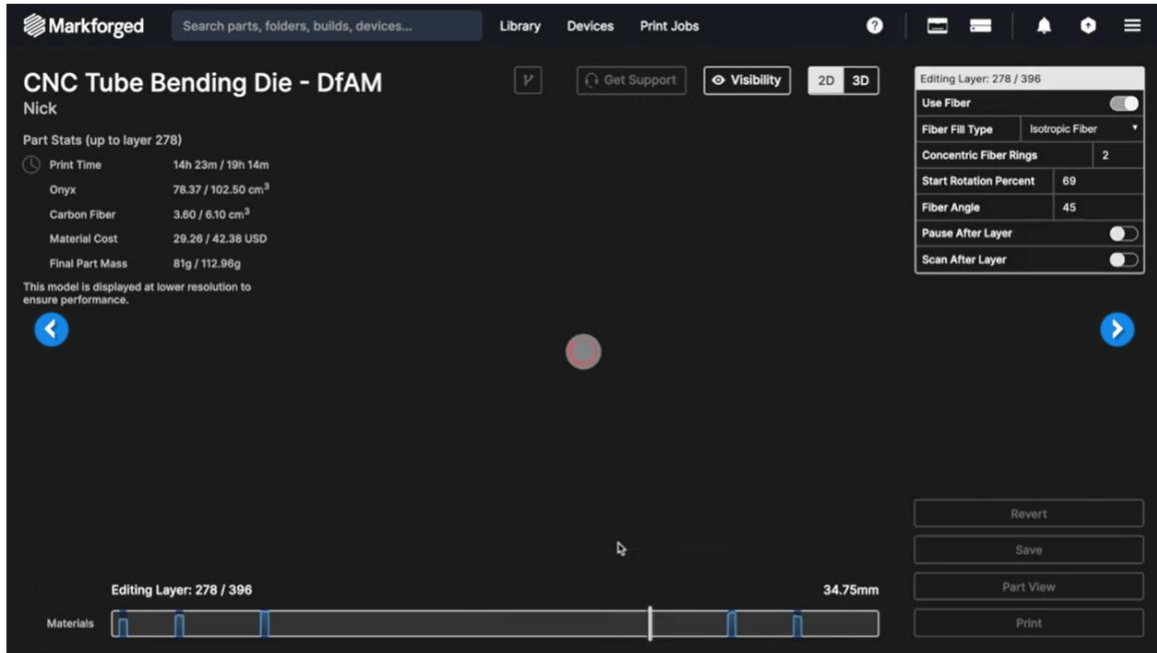 Markforged
Search parts, folders, builds, devices...
Library
Devices
Print Jobs
?
CNC Tube Bending Die - DfAM
Nick
Get Support
Visibility
2D
3D
Part Stats (up to layer 278)
Print Time 14h 23m / 19h 14m
Onyx 78.37 / 102.50 cm³
Carbon Fiber 3.60 / 6.10 cm³
Material Cost 29.26 / 42.38 USD
Final Part Mass 81g / 112.96g
This model is displayed at lower resolution to
ensure performance.
Editing Layer: 278 / 396
Use Fiber
Fiber Fill Type Isotropic Fiber
Concentric Fiber Rings 2
Start Rotation Percent 69
Fiber Angle 45
Pause After Layer
Scan After Layer
Revert
Save
Part View
Print
Editing Layer: 278 / 396 34.75mm
Materials